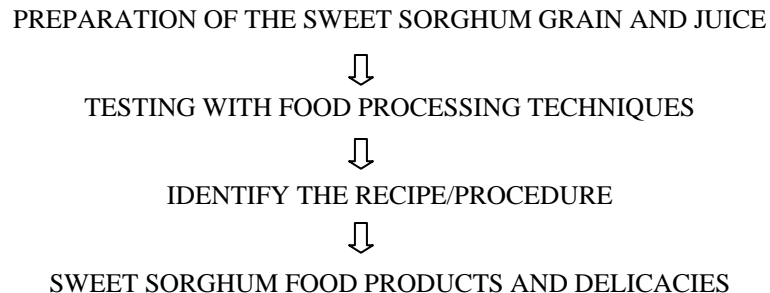 PREPARATION OF THE SWEET SORGHUM GRAIN AND JUICE
TESTING WITH FOOD PROCESSING TECHNIQUES
IDENTIFY THE RECIPE/PROCEDURE
SWEET SORGHUM FOOD PRODUCTS AND DELICACIES